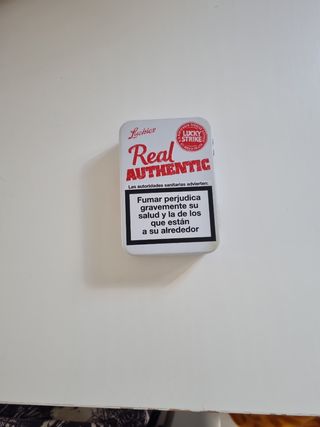 Luckies
LUCKY
STRIKE
Real
AUTHENTIC
Las autoridades sanitarias advierten:
Fumar perjudica
gravemente su
salud y la de los
que están
a su alrededor